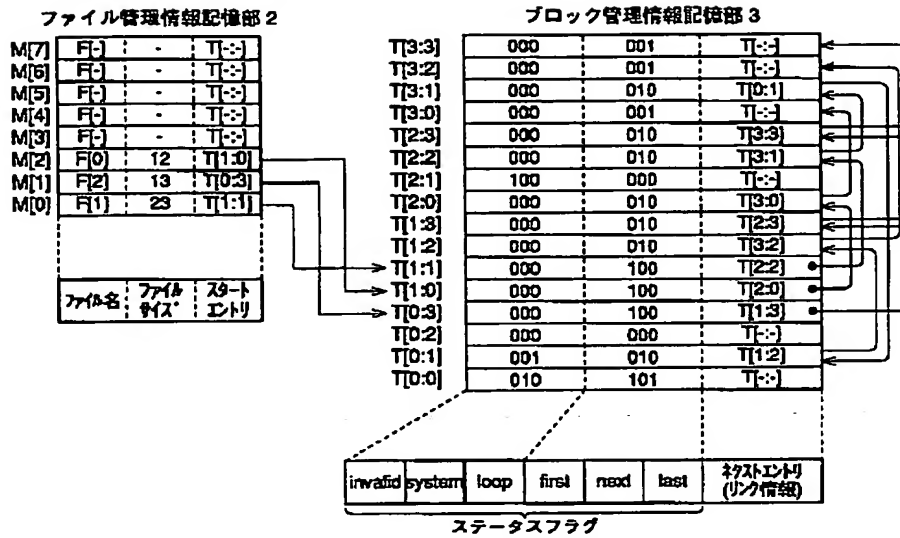 ファイル管理情報記憶部 2
M[7] F[-] - T[-:-]
M[6] F[-] - T[-:-]
M[5] F[-] - T[-:-]
M[4] F[-] - T[-:-]
M[3] F[-] - T[-:-]
M[2] F[0] 12 T[1:0]
M[1] F[2] 13 T[0:3]
M[0] F[1] 23 T[1:1]
ファイル名 ファイルサイズ スタートエントリ
ブロック管理情報記憶部 3
T[3:3] 000 001 T[-:-]
T[3:2] 000 001 T[-:-]
T[3:1] 000 010 T[0:1]
T[3:0] 000 001 T[-:-]
T[2:3] 000 010 T[3:3]
T[2:2] 000 010 T[3:1]
T[2:1] 100 000 T[-:-]
T[2:0] 000 010 T[3:0]
T[1:3] 000 010 T[2:3]
T[1:2] 000 010 T[3:2]
T[1:1] 000 100 T[2:2]
T[1:0] 000 100 T[2:0]
T[0:3] 000 100 T[1:3]
T[0:2] 000 000 T[-:-]
T[0:1] 001 010 T[1:2]
T[0:0] 010 101 T[-:-]
invalid system loop first next last ネクストエントリ
(リンク情報)
ステータスフラグ